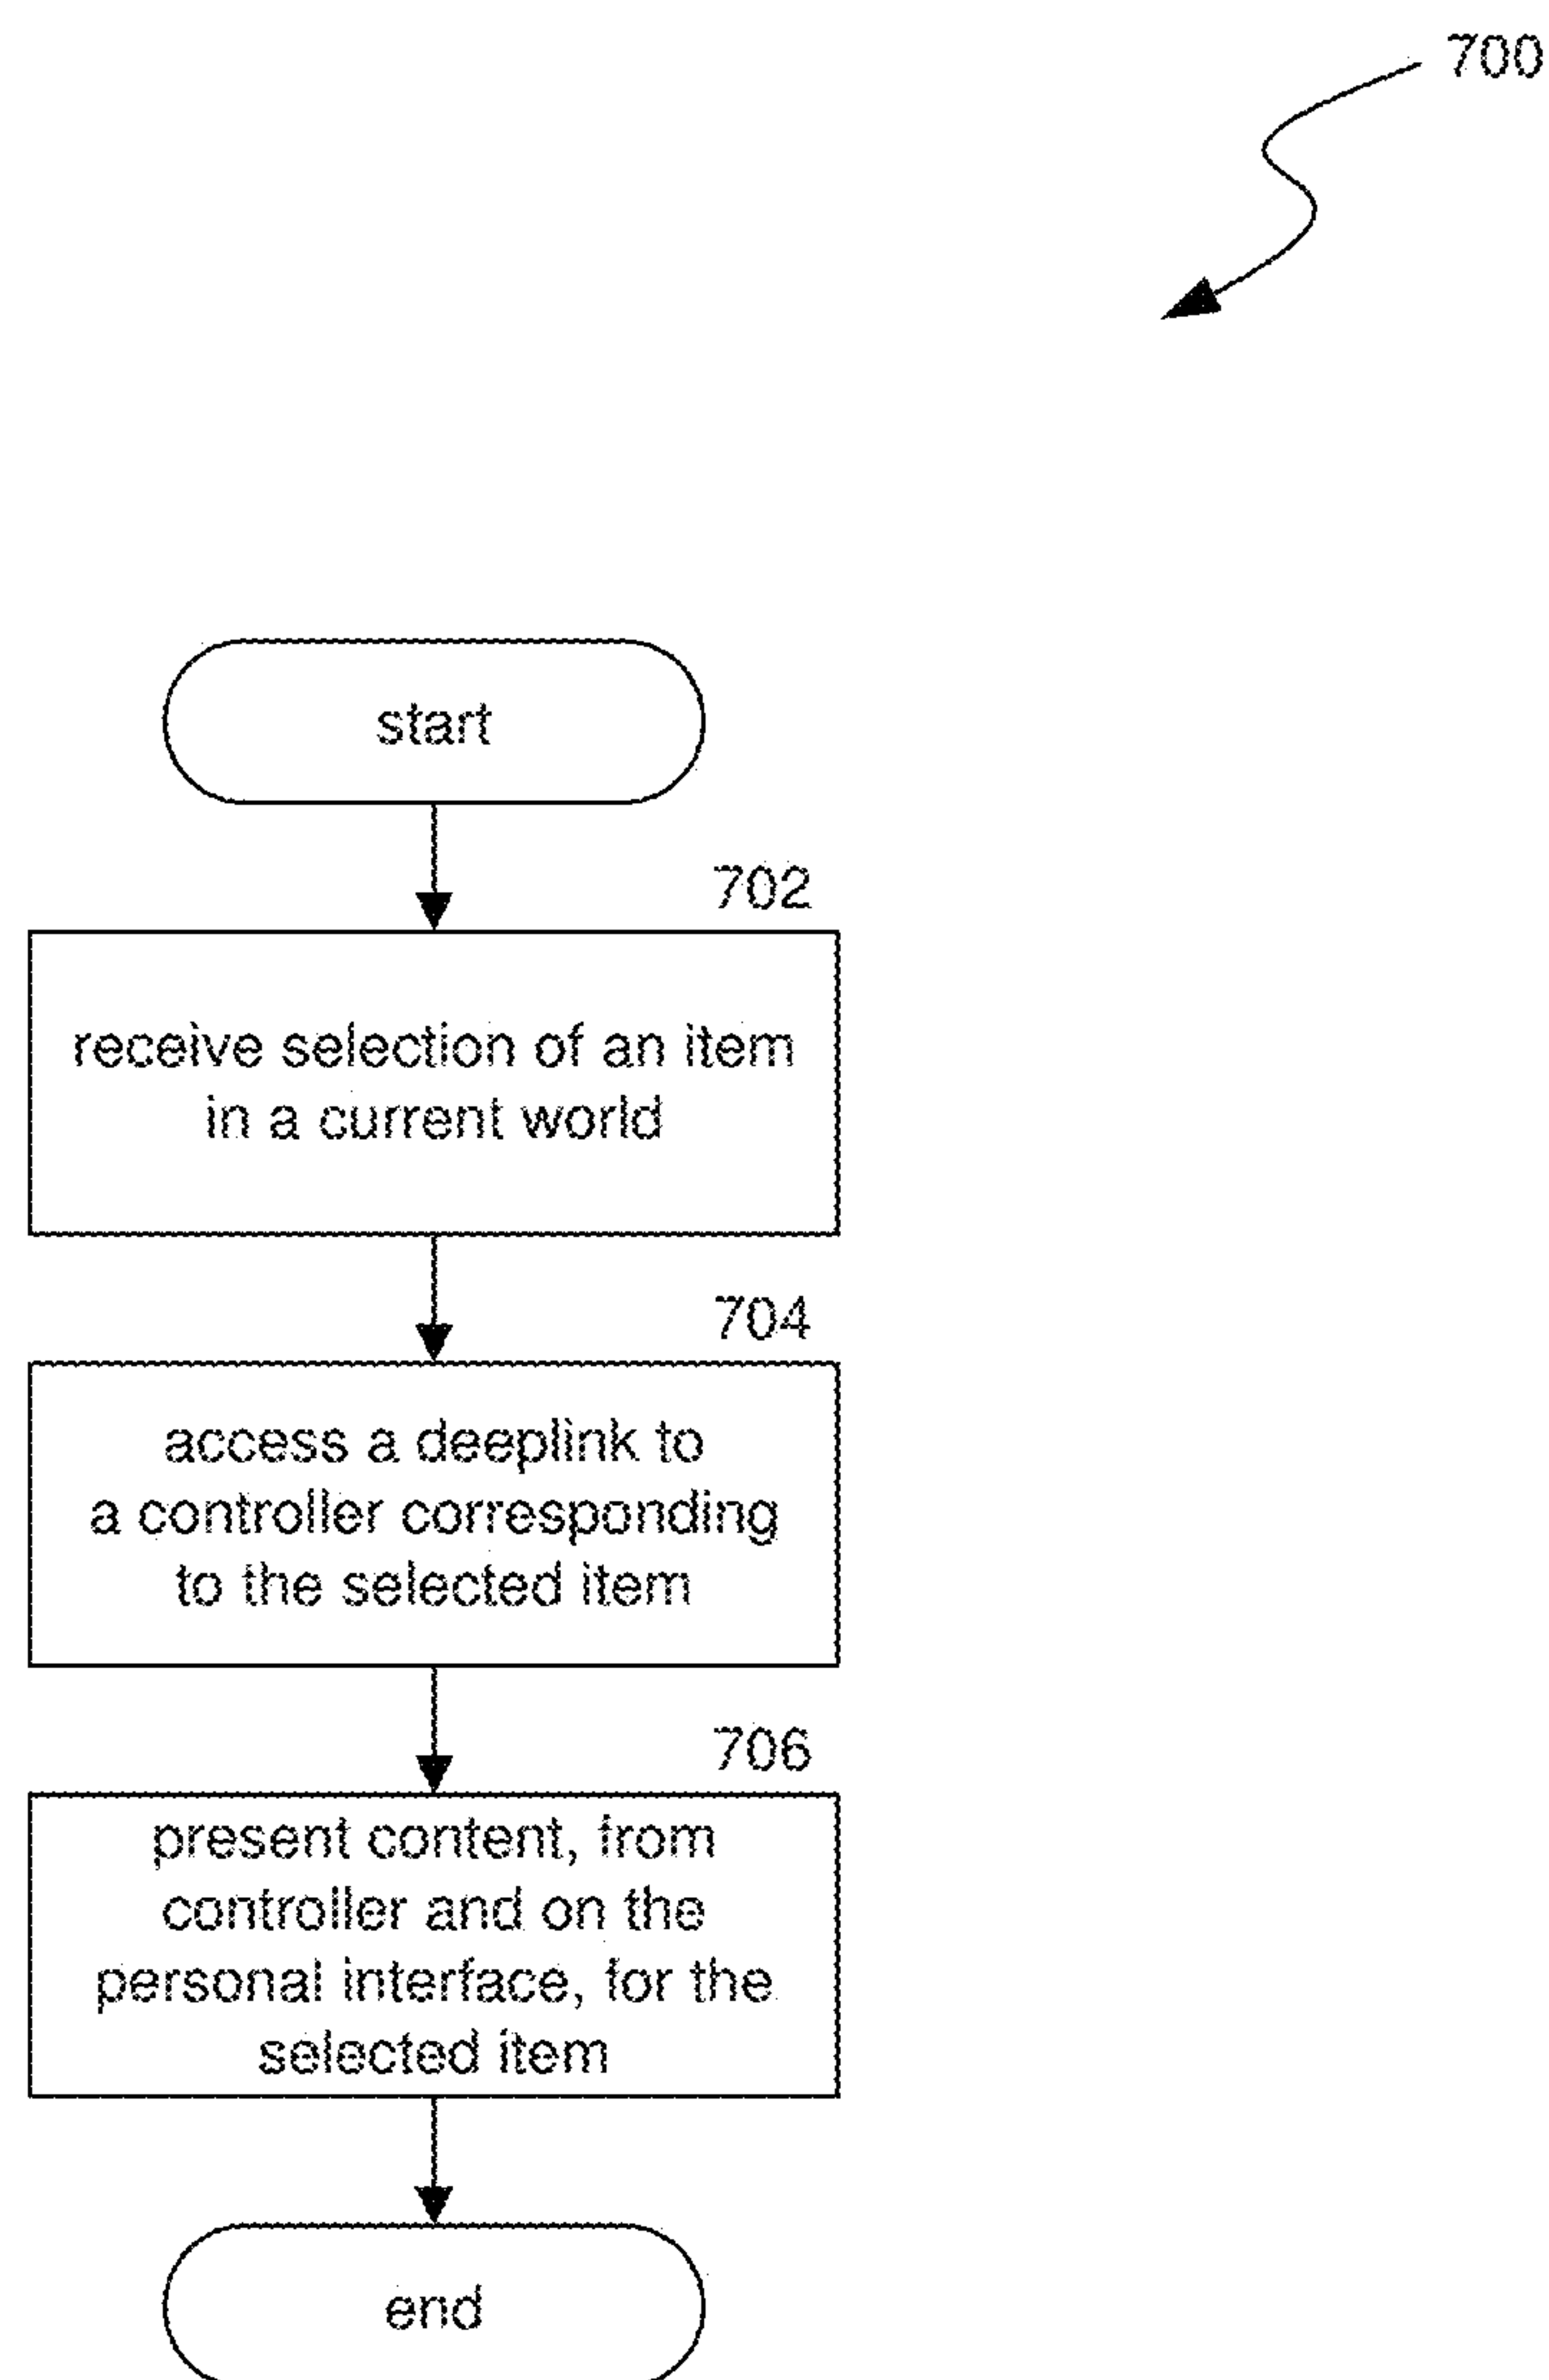 700
start
702
receive selection of an item
in a current world
704
access a deeplink to
a controller corresponding
to the selected item
706
present content, from
controller and on the
personal interface, for the
selected item
end